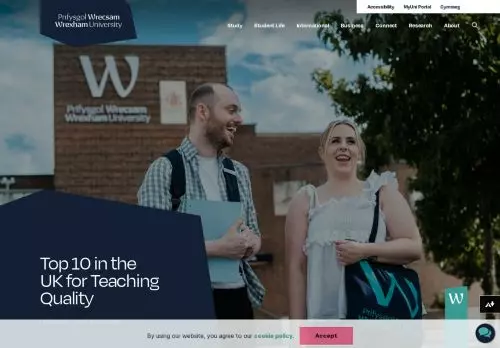 Accessibility MyUni Portal Cymraeg
Prifysgol Wrecsam
Wrexham University
Study Student Life International Business Connect Research About
W
Prifysgol Wrecsam
Wrexham University
Top 10 in the
UK for Teaching
Quality
W
Prifysgol
W
By using our website, you agree to our cookie policy. Accept